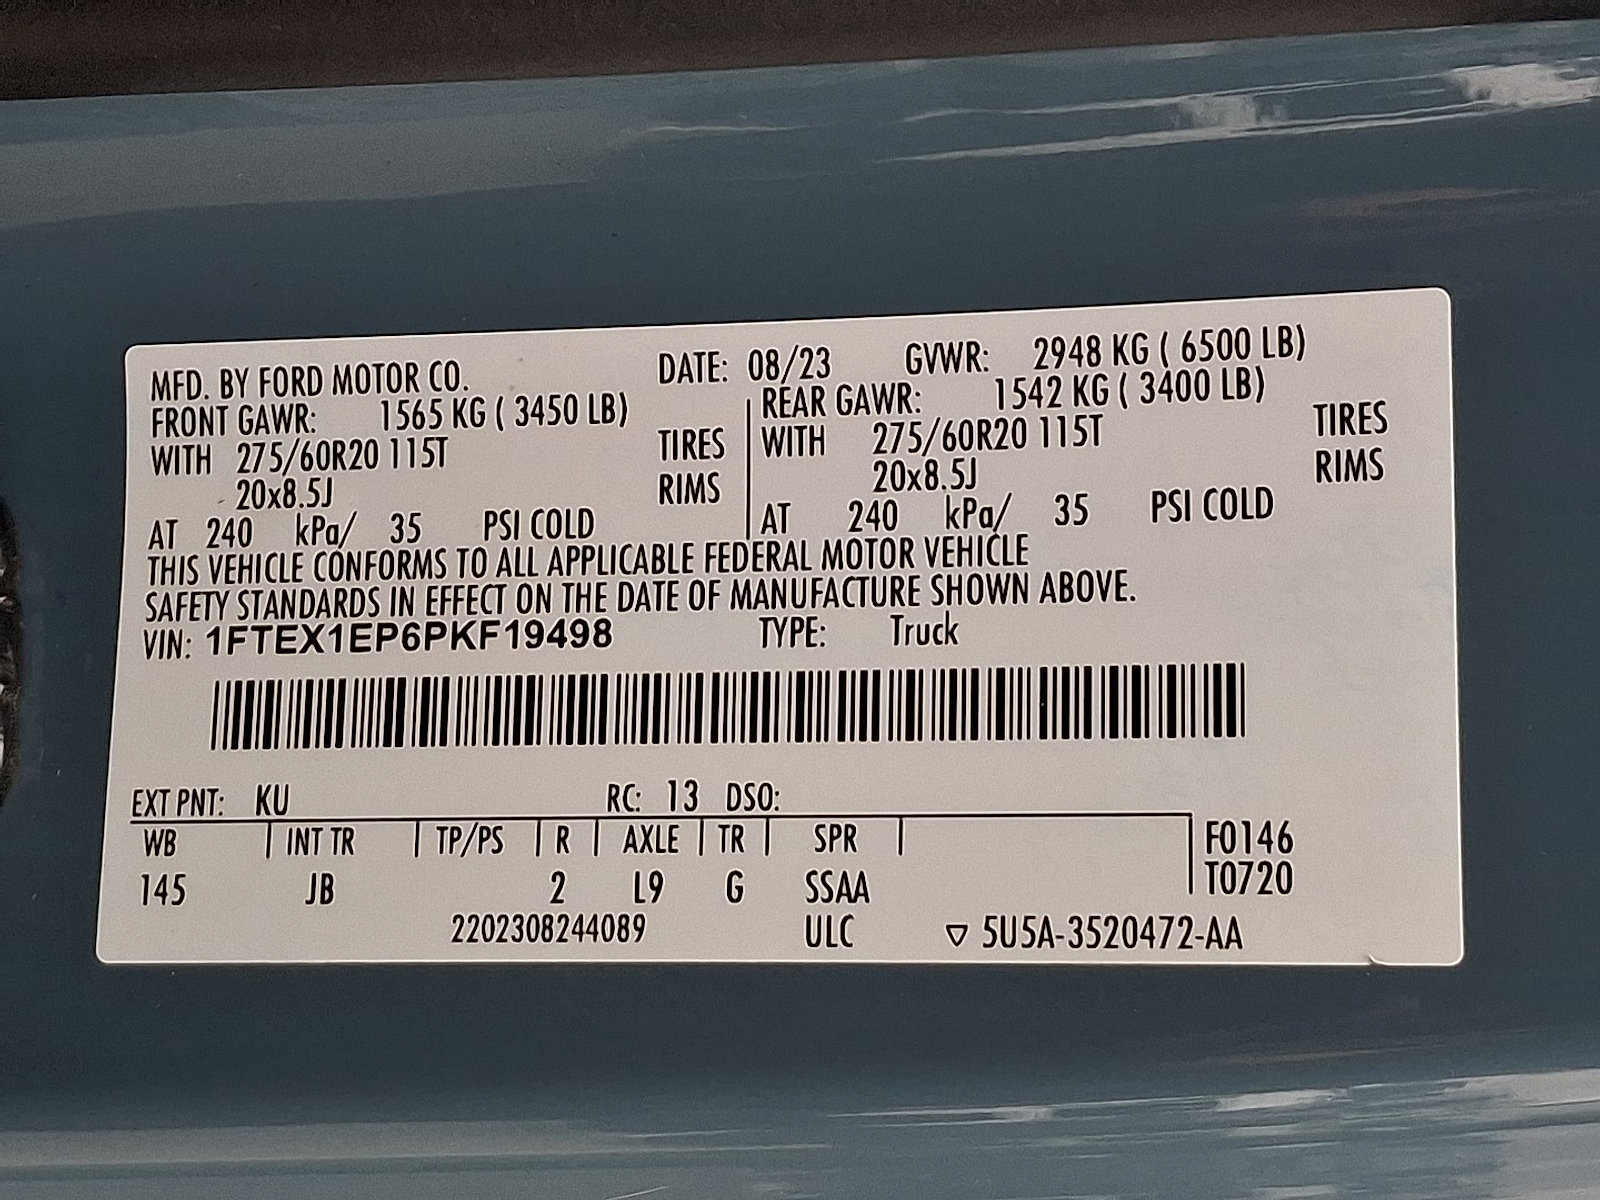 MFD. BY FORD MOTOR CO. DATE: 08/23 GVWR: 2948 KG ( 6500 LB)
FRONT GAWR: 1565 KG ( 3450 LB) REAR GAWR: 1542 KG ( 3400 LB)
WITH 275/60R20 115T TIRES WITH 275/60R20 115T TIRES
20x8.5J RIMS 20x8.5J RIMS
AT 240 kPa/ 35 PSI COLD AT 240 kPa/ 35 PSI COLD
THIS VEHICLE CONFORMS TO ALL APPLICABLE FEDERAL MOTOR VEHICLE
SAFETY STANDARDS IN EFFECT ON THE DATE OF MANUFACTURE SHOWN ABOVE.
VIN: 1FTEX1EP6PKF19498 TYPE: Truck
EXT PNT: KU RC: 13 DSO:
WB INT TR TP/PS R AXLE TR SPR F0146
145 JB 2 L9 G SSAA T0720
2202308244089 ULC ▽ 5U5A-3520472-AA